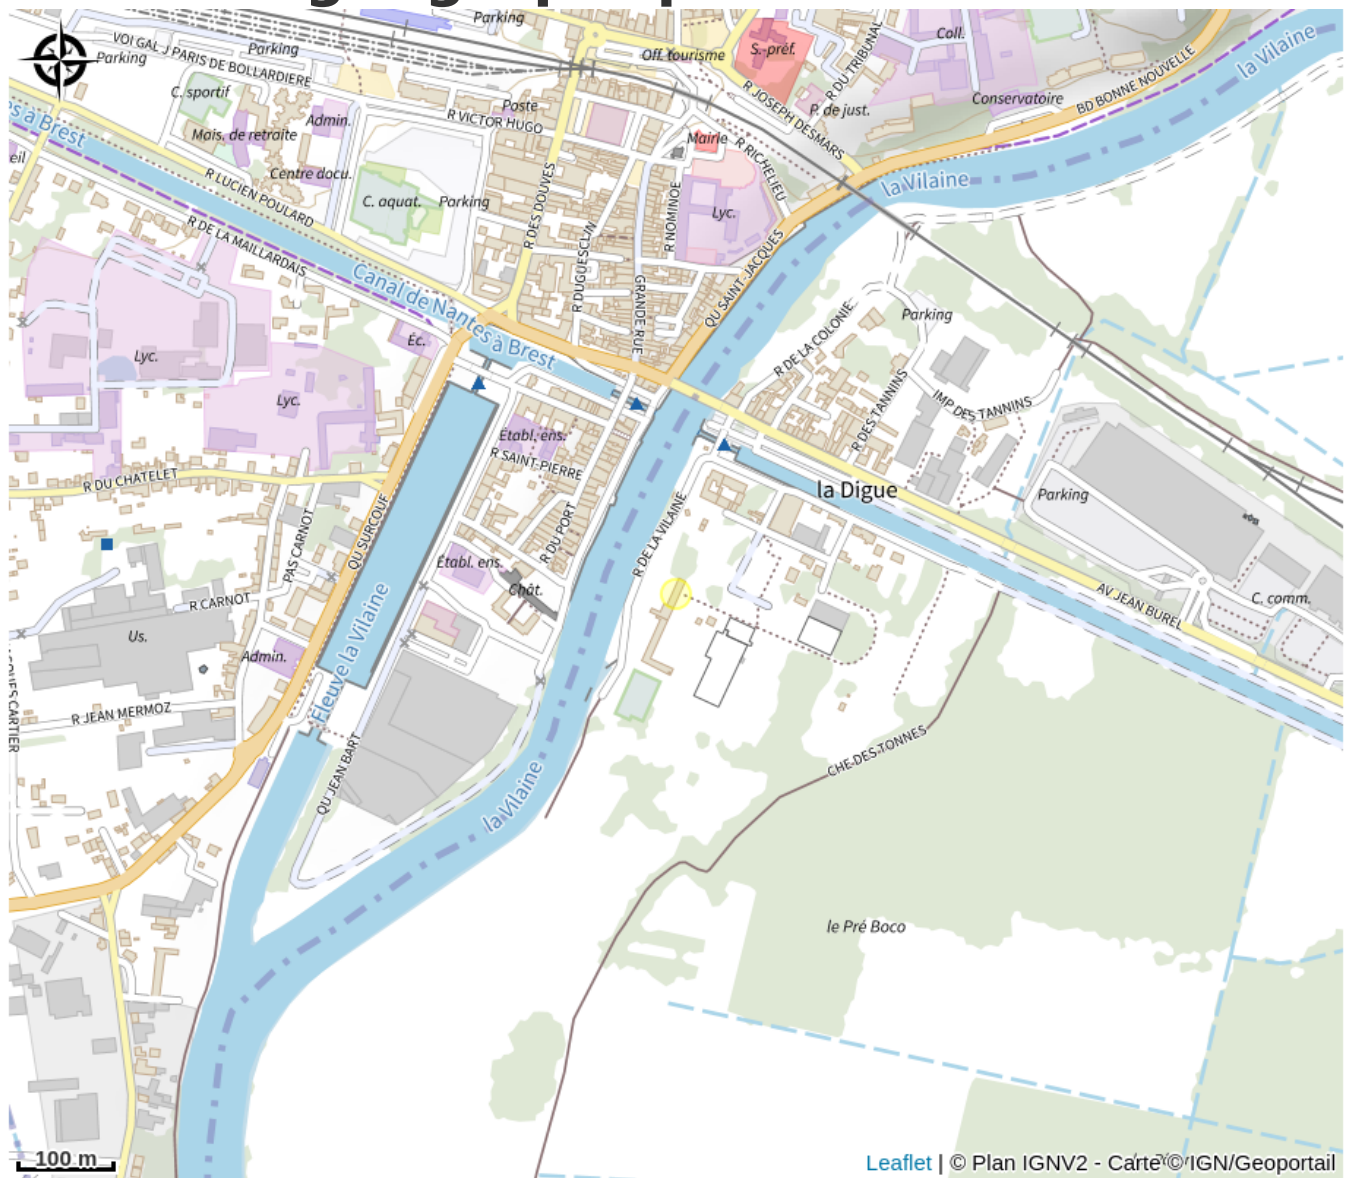 Parking
VOI GAL J PARIS DE BOLLARDIERE
Parking
Parking
Off. tourisme
S.-préf.
R DU TRIBUNAL
Coll.
la Vilaine
C. sportif
Poste
R VICTOR HUGO
R JOSEPH DESMARS
P. de just.
Conservatoire
BD BONNE NOUVELLE
es à Brest
Mais. de retraite
Admin.
Mairie
R RICHELIEU
eil
R LUCIEN POULARD
Centre docu.
C. aquat.
Parking
R DES DOUVES
R NOMINOE
Lyc.
la Vilaine
R DE LA MAILLARDAIS
R DUGUESCLIN
GRANDE RUE
QU SAINT-JACQUES
Canal de Nantes à Brest
Parking
Éc.
Lyc.
R DE LA COLONIE
Lyc.
R DES TANNINS
IMP DES TANNINS
Etabl. ens.
R SAINT-PIERRE
R DU CHATELET
la Digue
Parking
QU SURCOUF
PAS CARNOT
R DU PORT
R DE LA VILAINE
Établ. ens.
Chât.
R CARNOT
AV JEAN BUREL
C. comm.
Us.
Admin.
Fleuve la Vilaine
R JEAN MERMOZ
CARTIER
QU JEAN BART
la Vilaine
CHE DES TONNES
le Pré Boco
100 m
Leaflet | © Plan IGNV2 - Carte © IGN/Geoportail